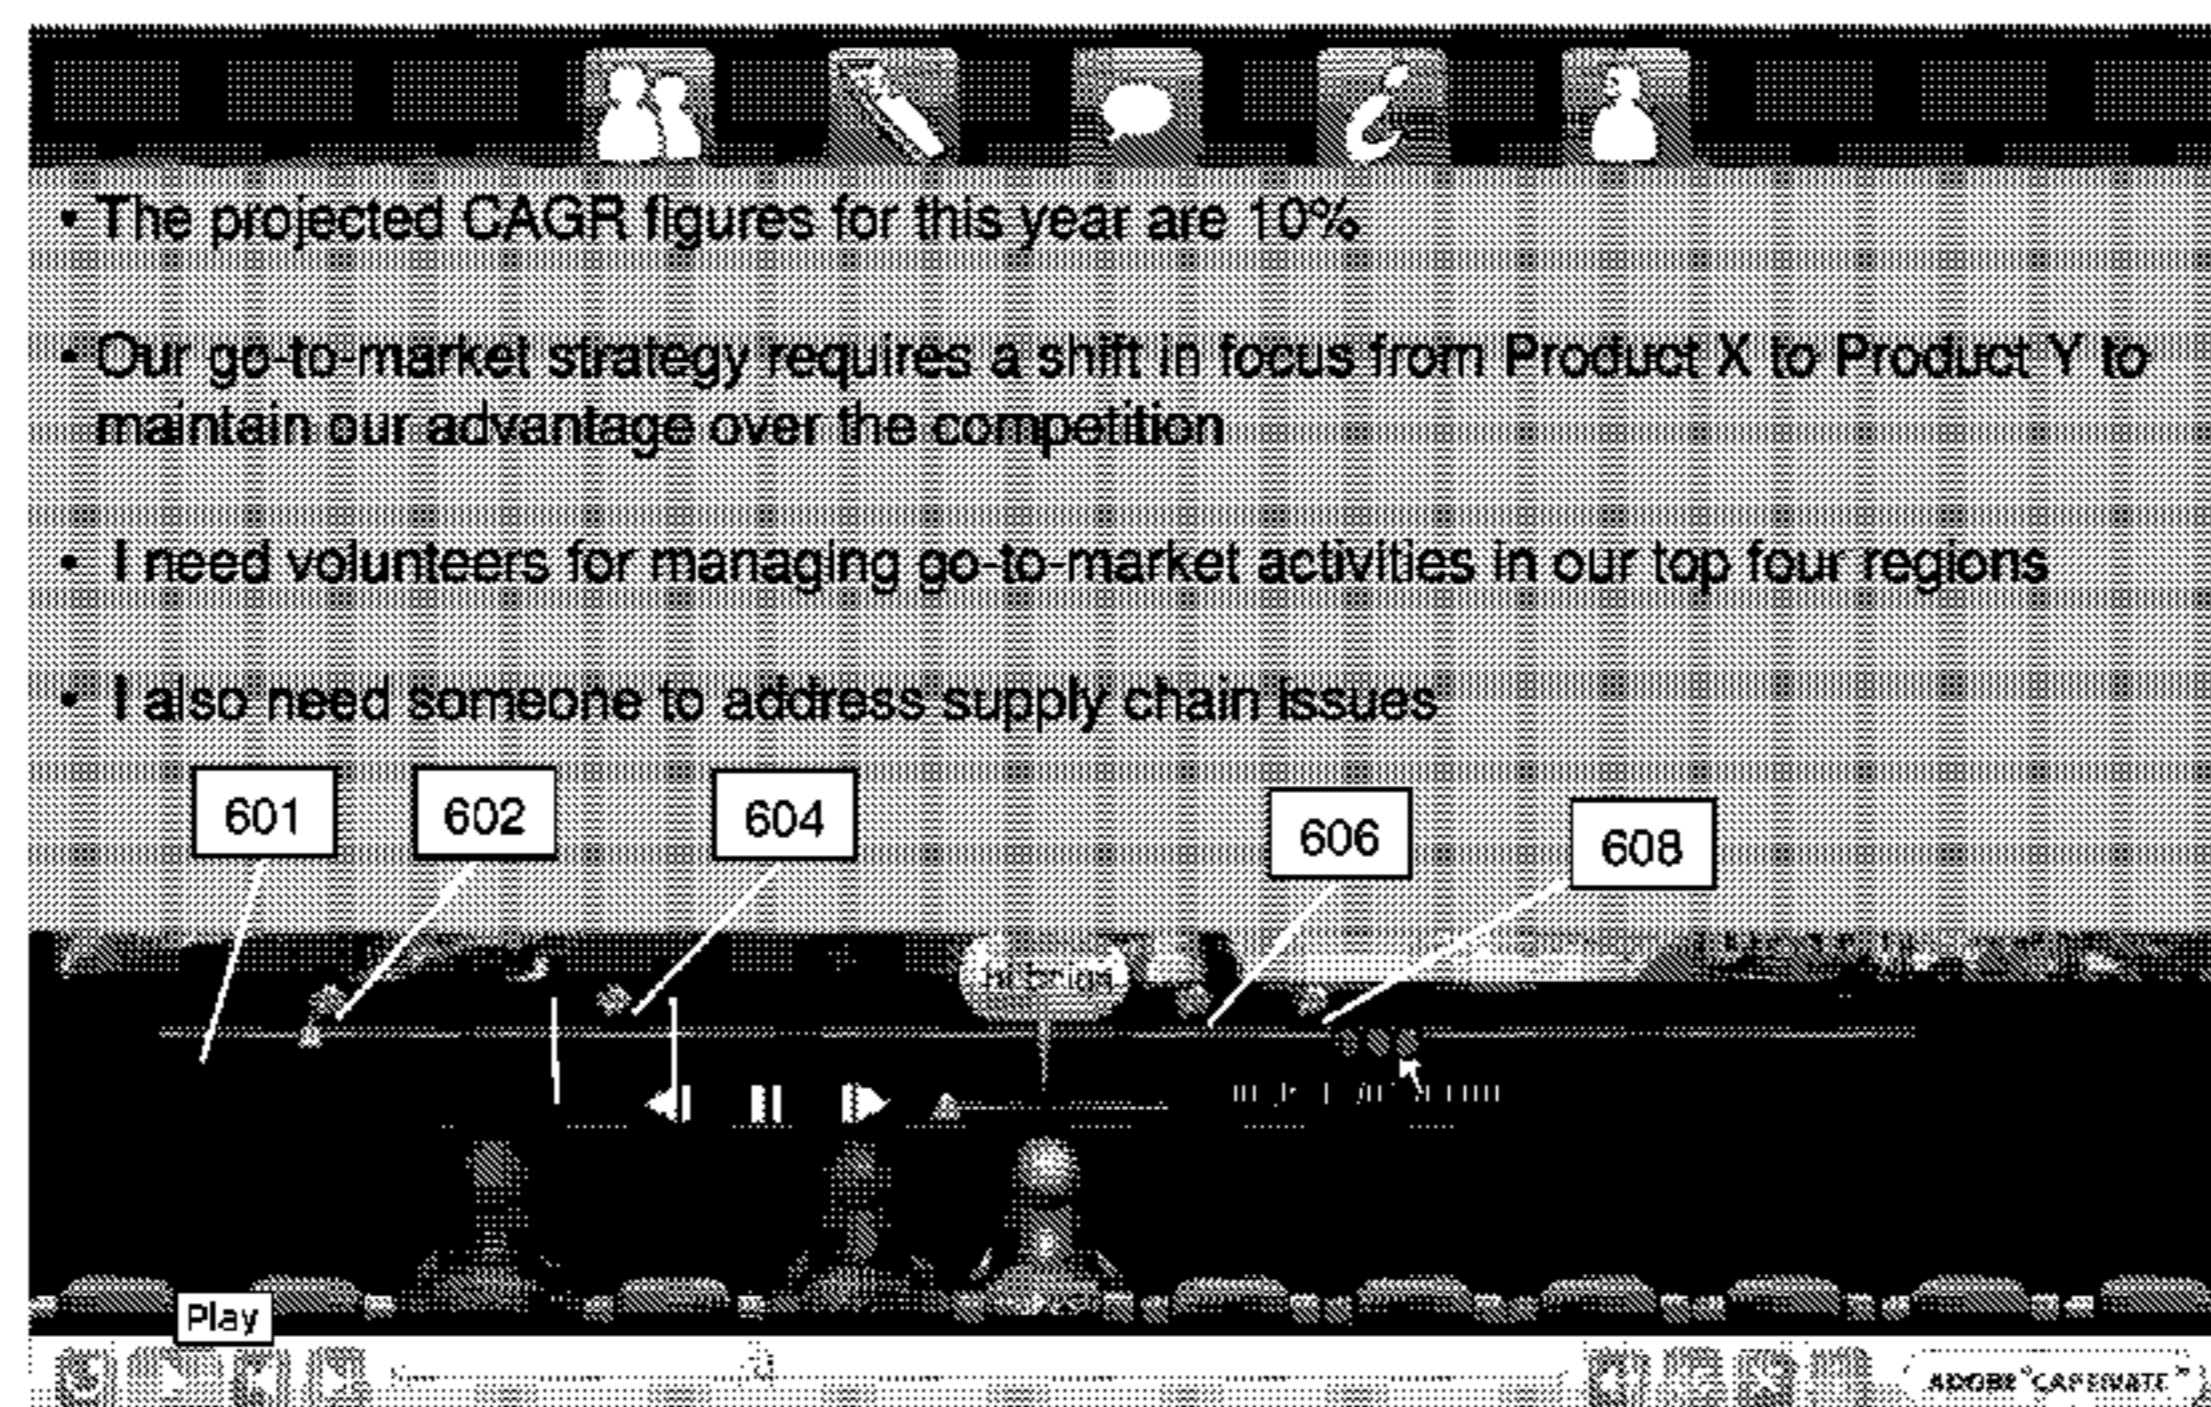 • The projected CAGR figures for this year are 10%
• Our go-to-market strategy requires a shift in focus from Product X to Product Y to
maintain our advantage over the competition
• I need volunteers for managing go-to-market activities in our top four regions
• I also need someone to address supply chain issues
601 602 604 606 608
Play
ADOBE® CAPTIVATE™